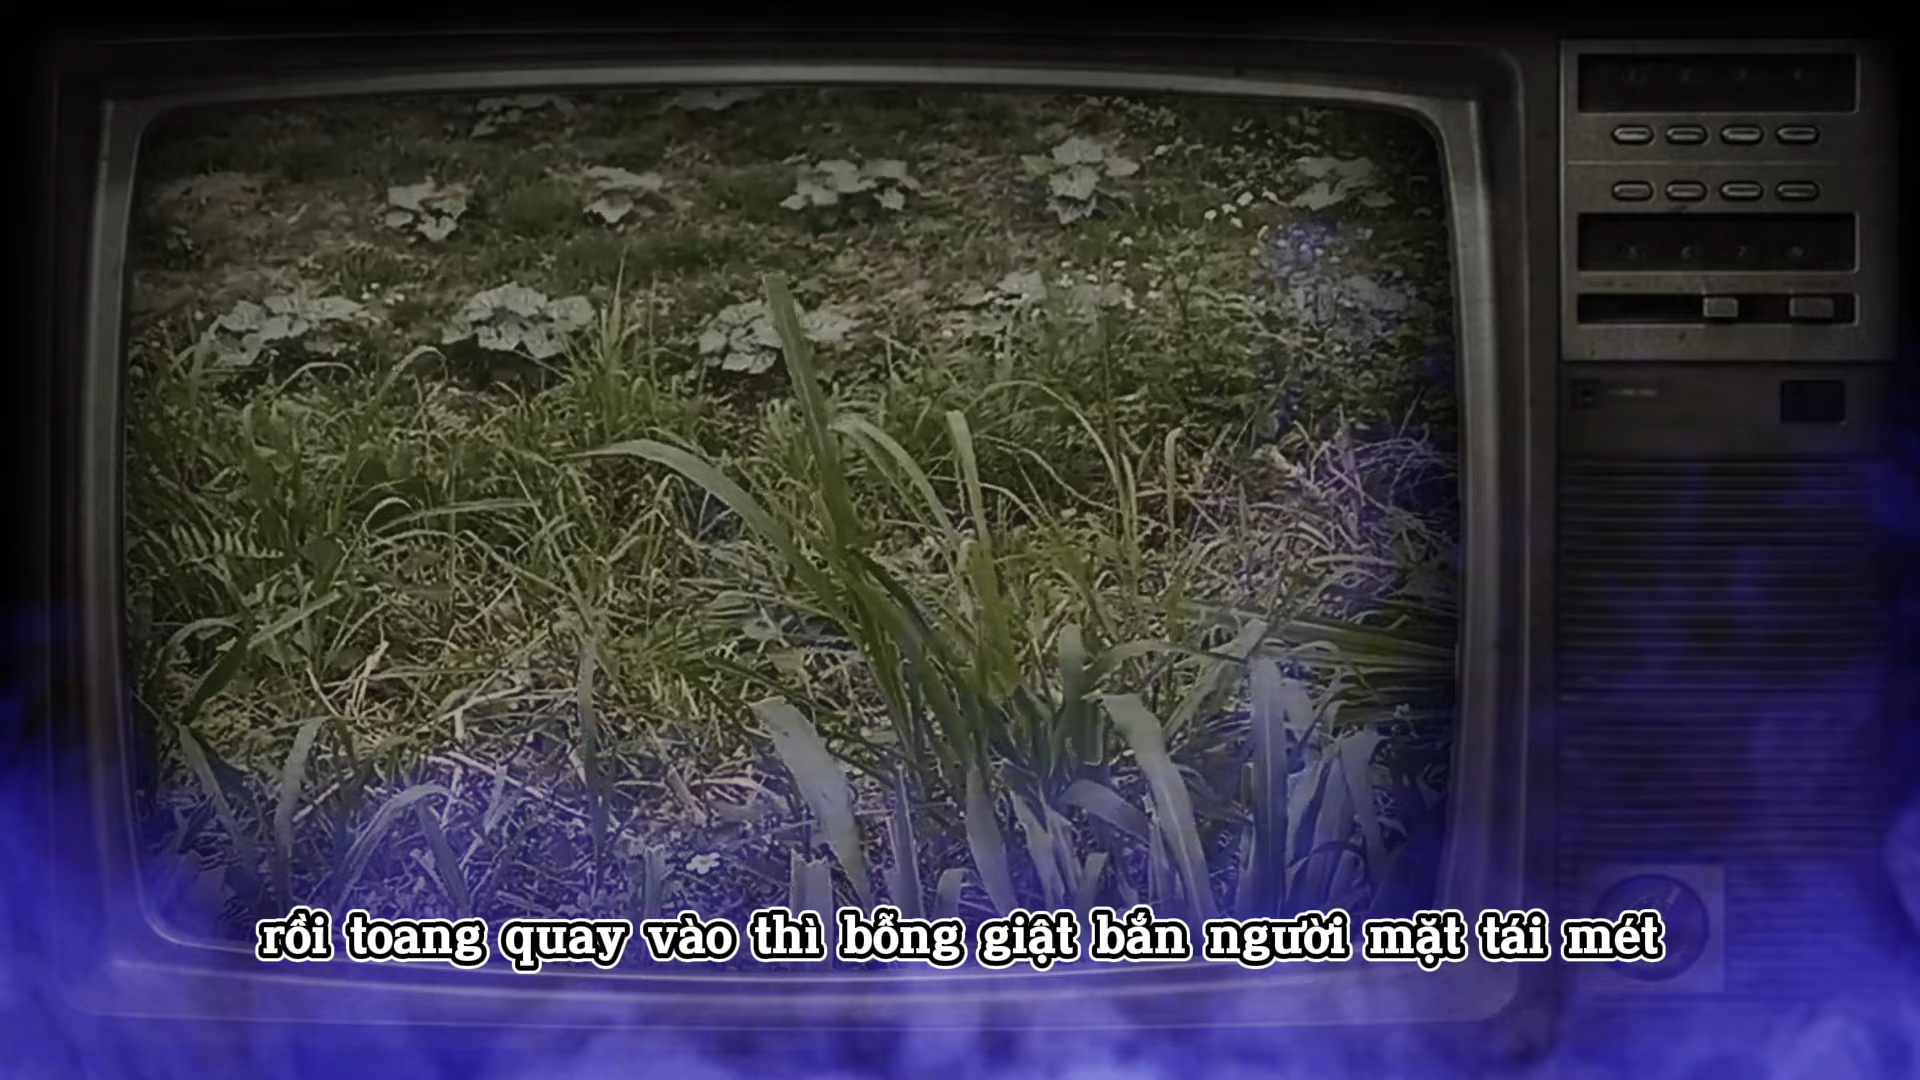 rồi toang quay vào thì bỗng giật bắn người mặt tái mét